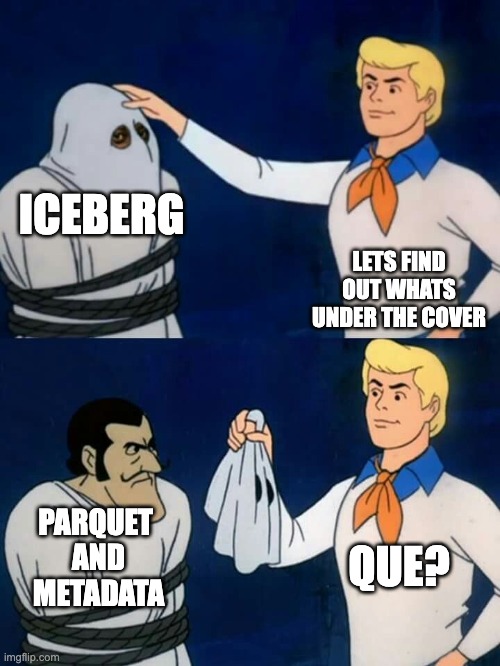 ICEBERG
LETS FIND
OUT WHATS
UNDER THE COVER
PARQUET
AND
METADATA
QUE?
imgflip.com